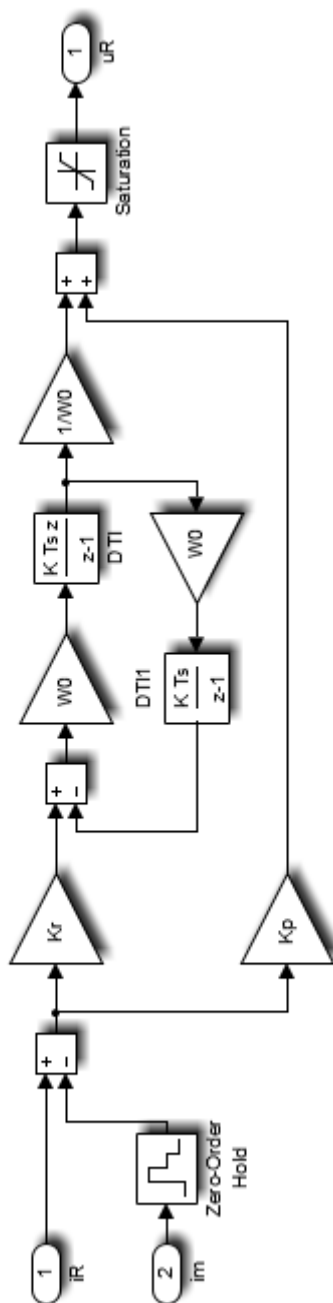 1
iR
2
im
Zero-Order
Hold
+
-
Kr
Kp
+
-
W0
K Ts z
z-1
DTI
W0
DTI1
K Ts
z-1
1/W0
+
+
Saturation
1
uR